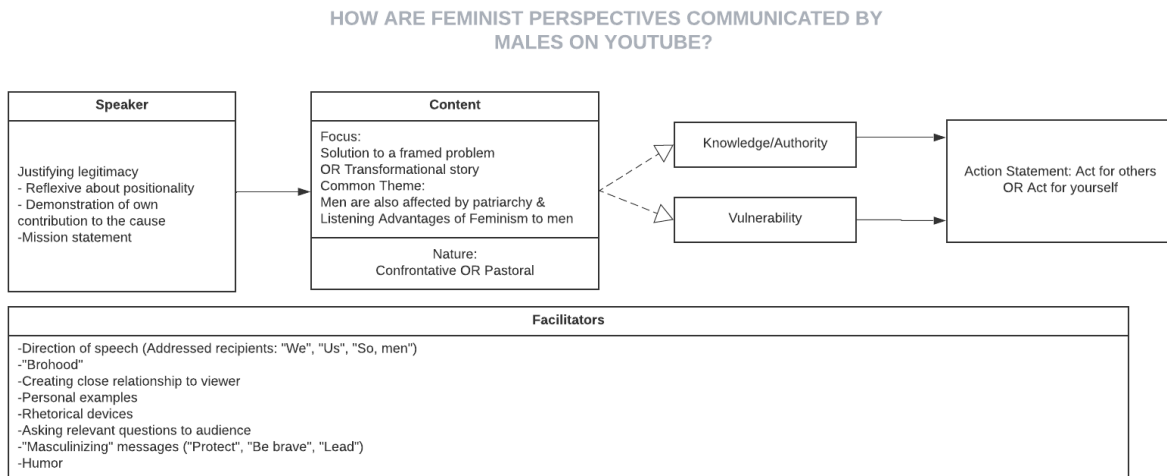 HOW ARE FEMINIST PERSPECTIVES COMMUNICATED BY
MALES ON YOUTUBE?
Speaker
Justifying legitimacy
- Reflexive about positionality
- Demonstration of own
contribution to the cause
-Mission statement
Content
Focus:
Solution to a framed problem
OR Transformational story
Common Theme:
Men are also affected by patriarchy &
Listening Advantages of Feminism to men
Nature:
Confrontative OR Pastoral
Knowledge/Authority
Vulnerability
Action Statement: Act for others
OR Act for yourself
Facilitators
-Direction of speech (Addressed recipients: "We", "Us", "So, men")
-"Brohood"
-Creating close relationship to viewer
-Personal examples
-Rhetorical devices
-Asking relevant questions to audience
-"Masculinizing" messages ("Protect", "Be brave", "Lead")
-Humor